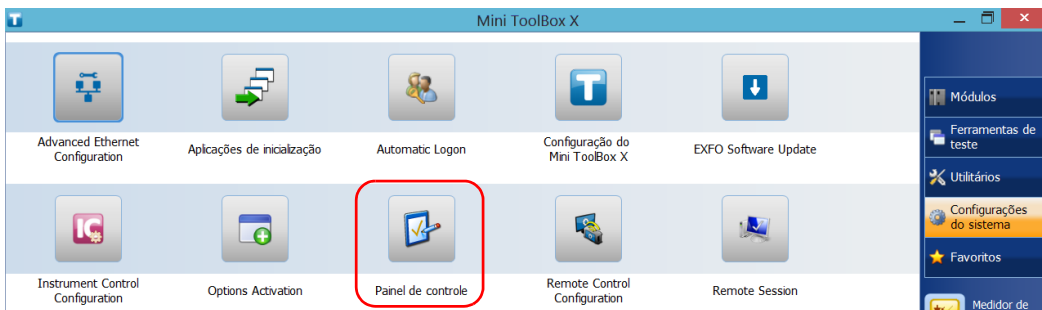 Mini ToolBox X
Advanced Ethernet
Configuration
Aplicações de inicialização
Automatic Logon
Configuração do
Mini ToolBox X
EXFO Software Update
Instrument Control
Configuration
Options Activation
Painel de controle
Remote Control
Configuration
Remote Session
Módulos
Ferramentas de
teste
Utilitários
Configurações
do sistema
Favoritos
Medidor de